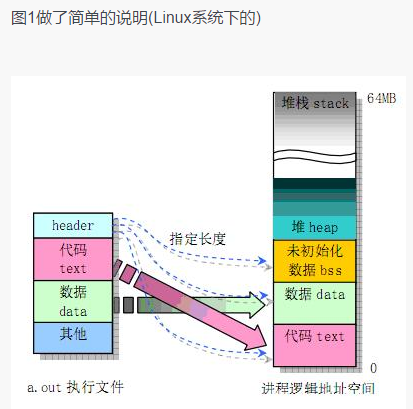 图1做了简单的说明(Linux系统下的)
堆栈 stack
64MB
header
代码
text
数据
data
其他
指定长度
堆 heap
未初始化
数据 bss
数据 data
代码 text
0
a.out 执行文件
进程逻辑地址空间